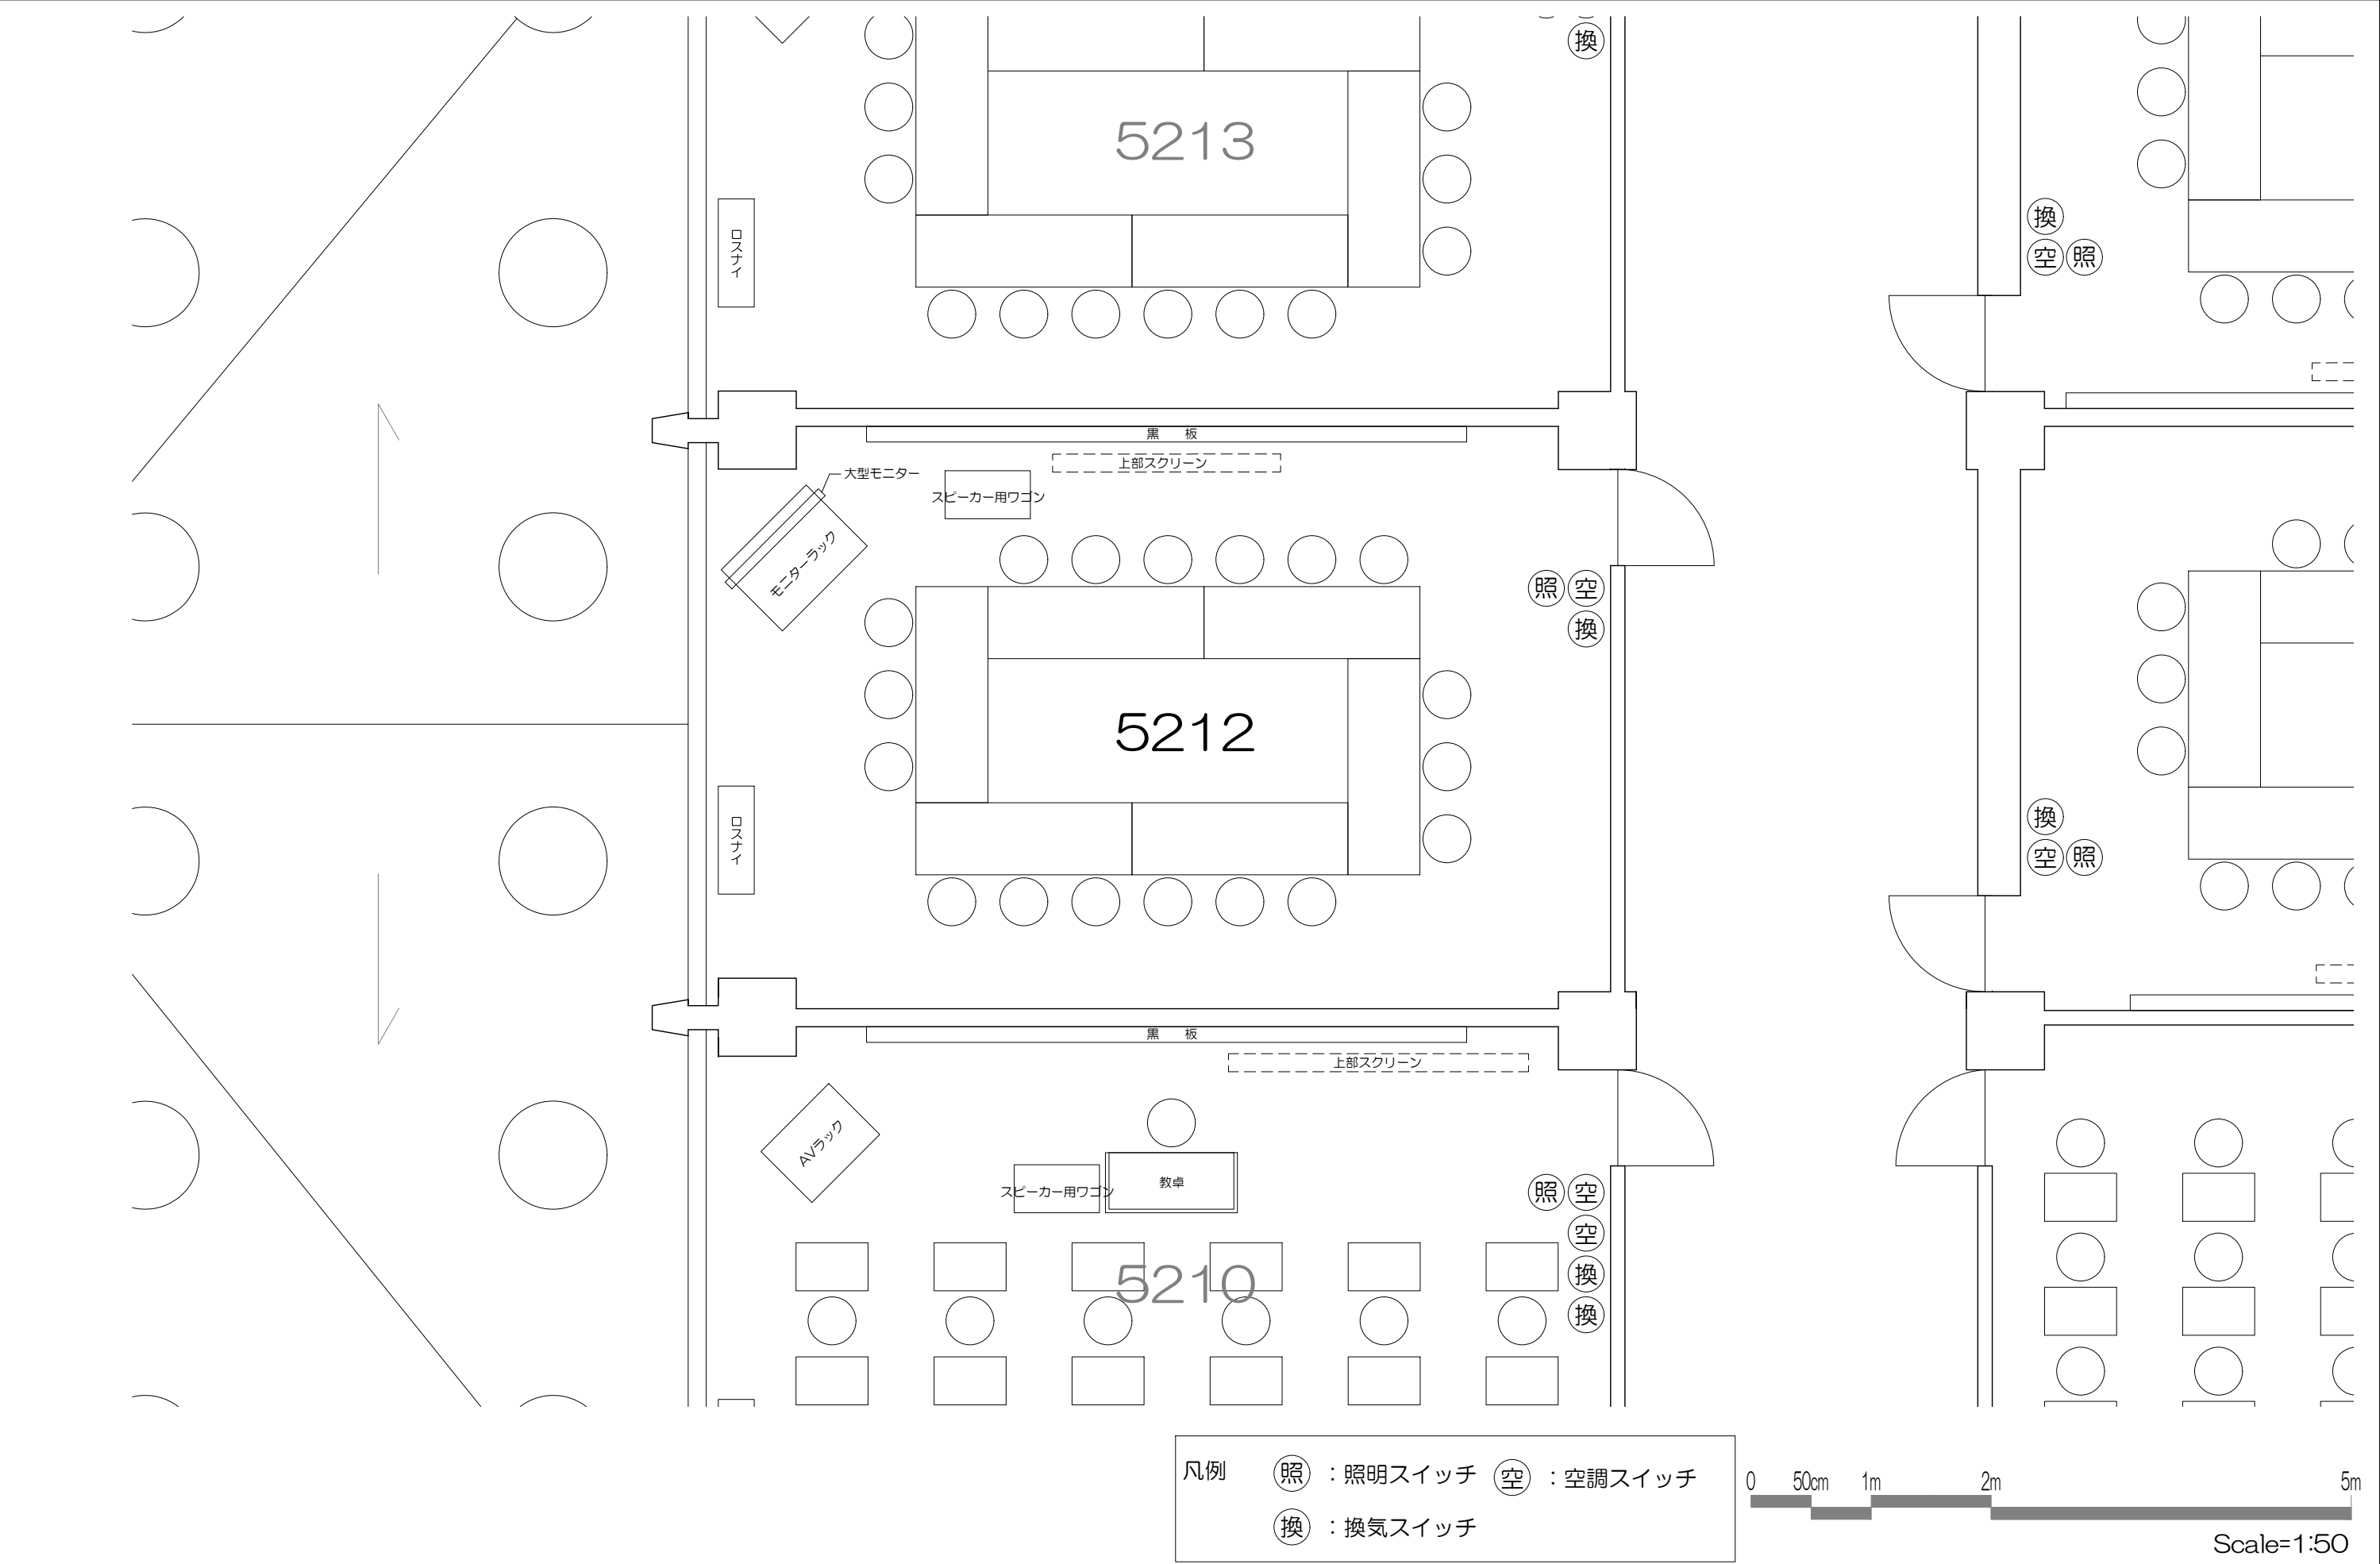 換
5213
換
空 照
ロスナイ
黒 板
上部スクリーン
大型モニター
スピーカー用ワゴン
モニターラック
照 空
換
5212
換
空 照
ロスナイ
黒 板
上部スクリーン
AVラック
スピーカー用ワゴン
教卓
照 空
空
換
換
5210
凡例 照 ：照明スイッチ 空 ：空調スイッチ
換 ：換気スイッチ
0 50cm 1m 2m 5m
Scale=1:50